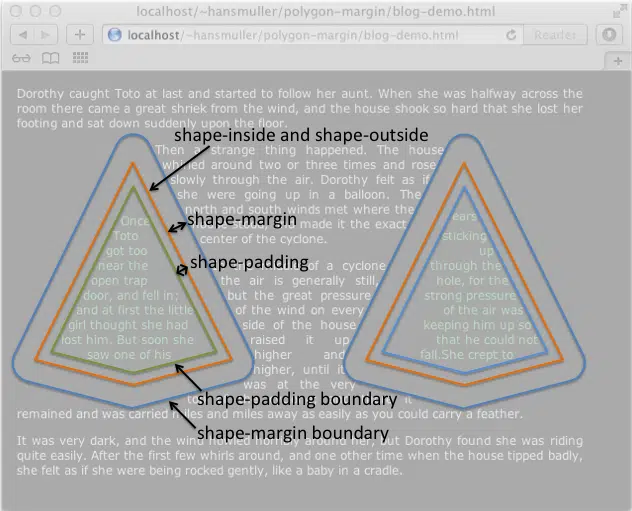 localhost/~hansmuller/polygon-margin/blog-demo.html
localhost/~hansmuller/polygon-margin/blog-demo.html
Reader
Dorothy caught Toto at last and started to follow her aunt. When she was halfway across the
room there came a great shriek from the wind, and the house shook so hard that she lost her
footing and sat down suddenly upon the floor.
shape-inside and shape-outside
Then a strange thing happened. The house
whirled around two or three times and rose
slowly through the air. Dorothy felt as if
she were going up in a balloon. The
north and south winds met where the
shape-margin
house stood, and made it the exact
center of the cyclone.
Once
Toto
got too
near the
open trap
door, and fell in;
and at first the little
girl thought she had
lost him. But soon she
saw one of his
ears
sticking
up
through the
hole, for the
strong pressure
of the air was
keeping him up so
that he could not
fall.She crept to
shape-padding
of a cyclone
the air is generally still,
but the great pressure
of the wind on every
side of the house
raised it up
higher and
higher, until it
was at the very
shape-padding boundary
it
remained and was carried miles and miles away as easily as you could carry a feather.
shape-margin boundary
It was very dark, and the wind howled horribly around her, but Dorothy found she was riding
quite easily. After the first few whirls around, and one other time when the house tipped badly,
she felt as if she were being rocked gently, like a baby in a cradle.